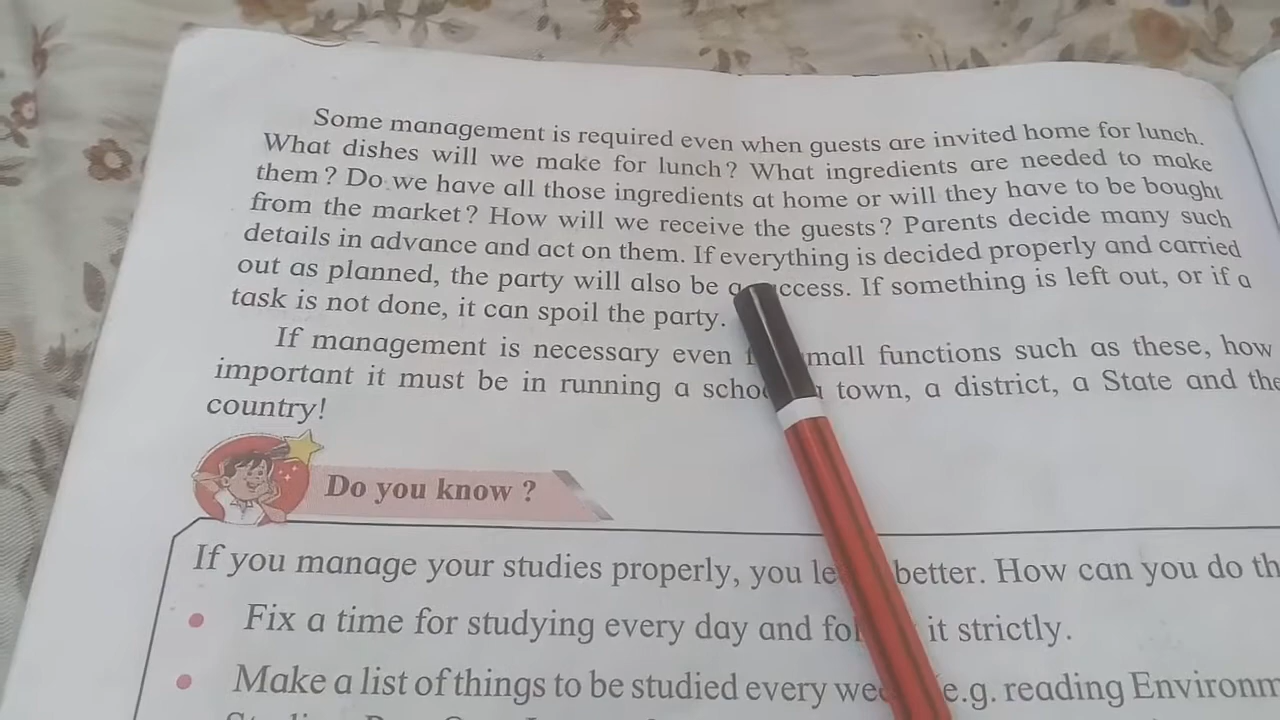 Some management is required even when guests are invited home for lunch.
What dishes will we make for lunch? What ingredients are needed to make
them? Do we have all those ingredients at home or will they have to be bought
from the market? How will we receive the guests? Parents decide many such
details in advance and act on them. If everything is decided properly and carried
out as planned, the party will also be a ccess. If something is left out, or if a
task is not done, it can spoil the party.
If management is necessary even mall functions such as these, how
important it must be in running a schoo town, a district, a State and the
country!
Do you know ?
If you manage your studies properly, you le better. How can you do th
Fix a time for studying every day and fol it strictly.
Make a list of things to be studied every wee e.g. reading Environm